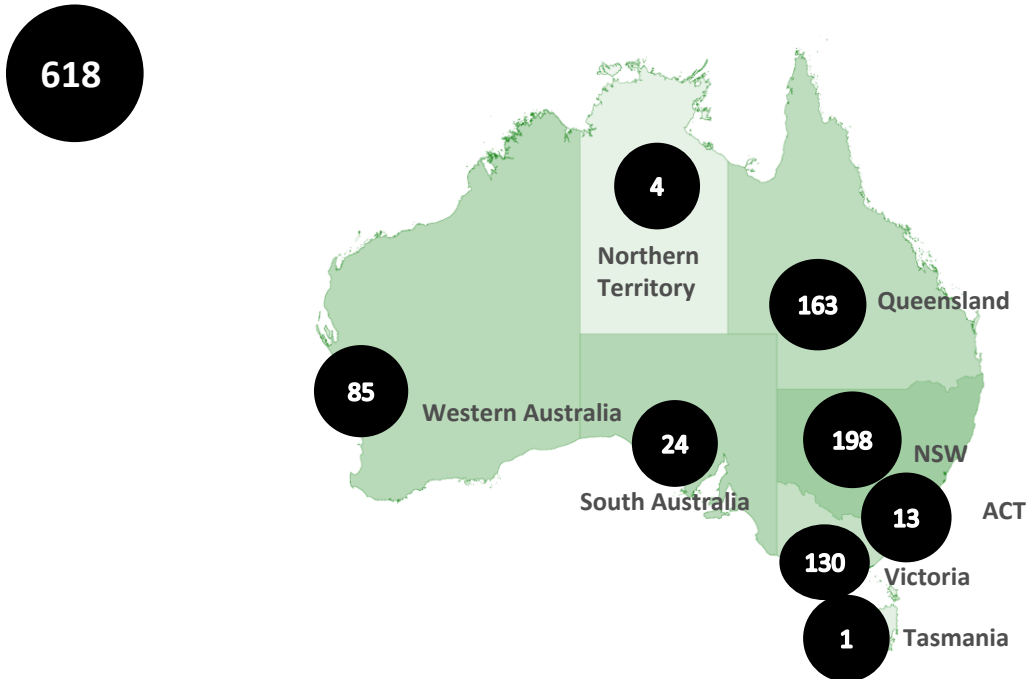 618
4
Northern
Territory
163
Queensland
85
Western Australia
24
South Australia
198
NSW
13
ACT
130
Victoria
1
Tasmania